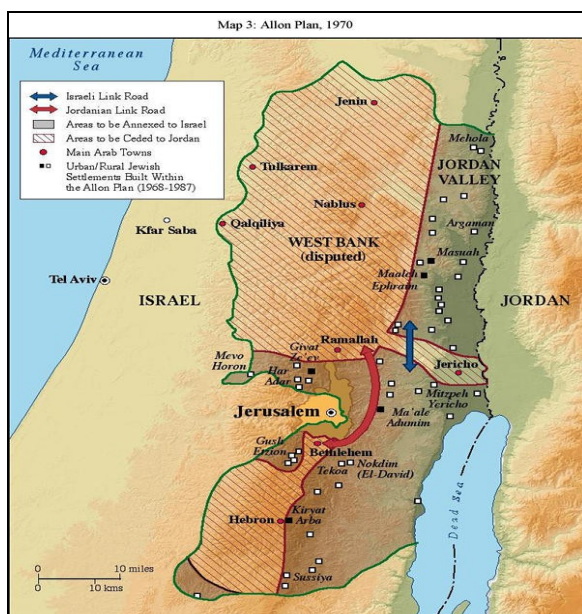 Map 3: Allon Plan, 1970
Mediterranean
Sea
Israeli Link Road
Jordanian Link Road
Areas to be Annexed to Israel
Areas to be Ceded to Jordan
Main Arab Towns
Urban/Rural Jewish
Settlements Built Within
the Allon Plan (1968-1987)
Jenin
Mehola
JORDAN
VALLEY
Tulkarem
Nablus
Argaman
Kfar Saba
Qalqiliya
WEST BANK
(disputed)
Masuah
Maaleh
Ephraim
Tel Aviv
ISRAEL
JORDAN
Ramallah
Givat
Ze'ev
Mevo
Horon
Har
Adar
Jericho
Mitzpeh
Yericho
Jerusalem
Ma'ale
Adumim
Gush
Etzion
Bethlehem
Tekoa
Nokdim
(El-David)
Kiryat
Arba
Hebron
Dead Sea
Sussiya
0 10 miles
0 10 kms